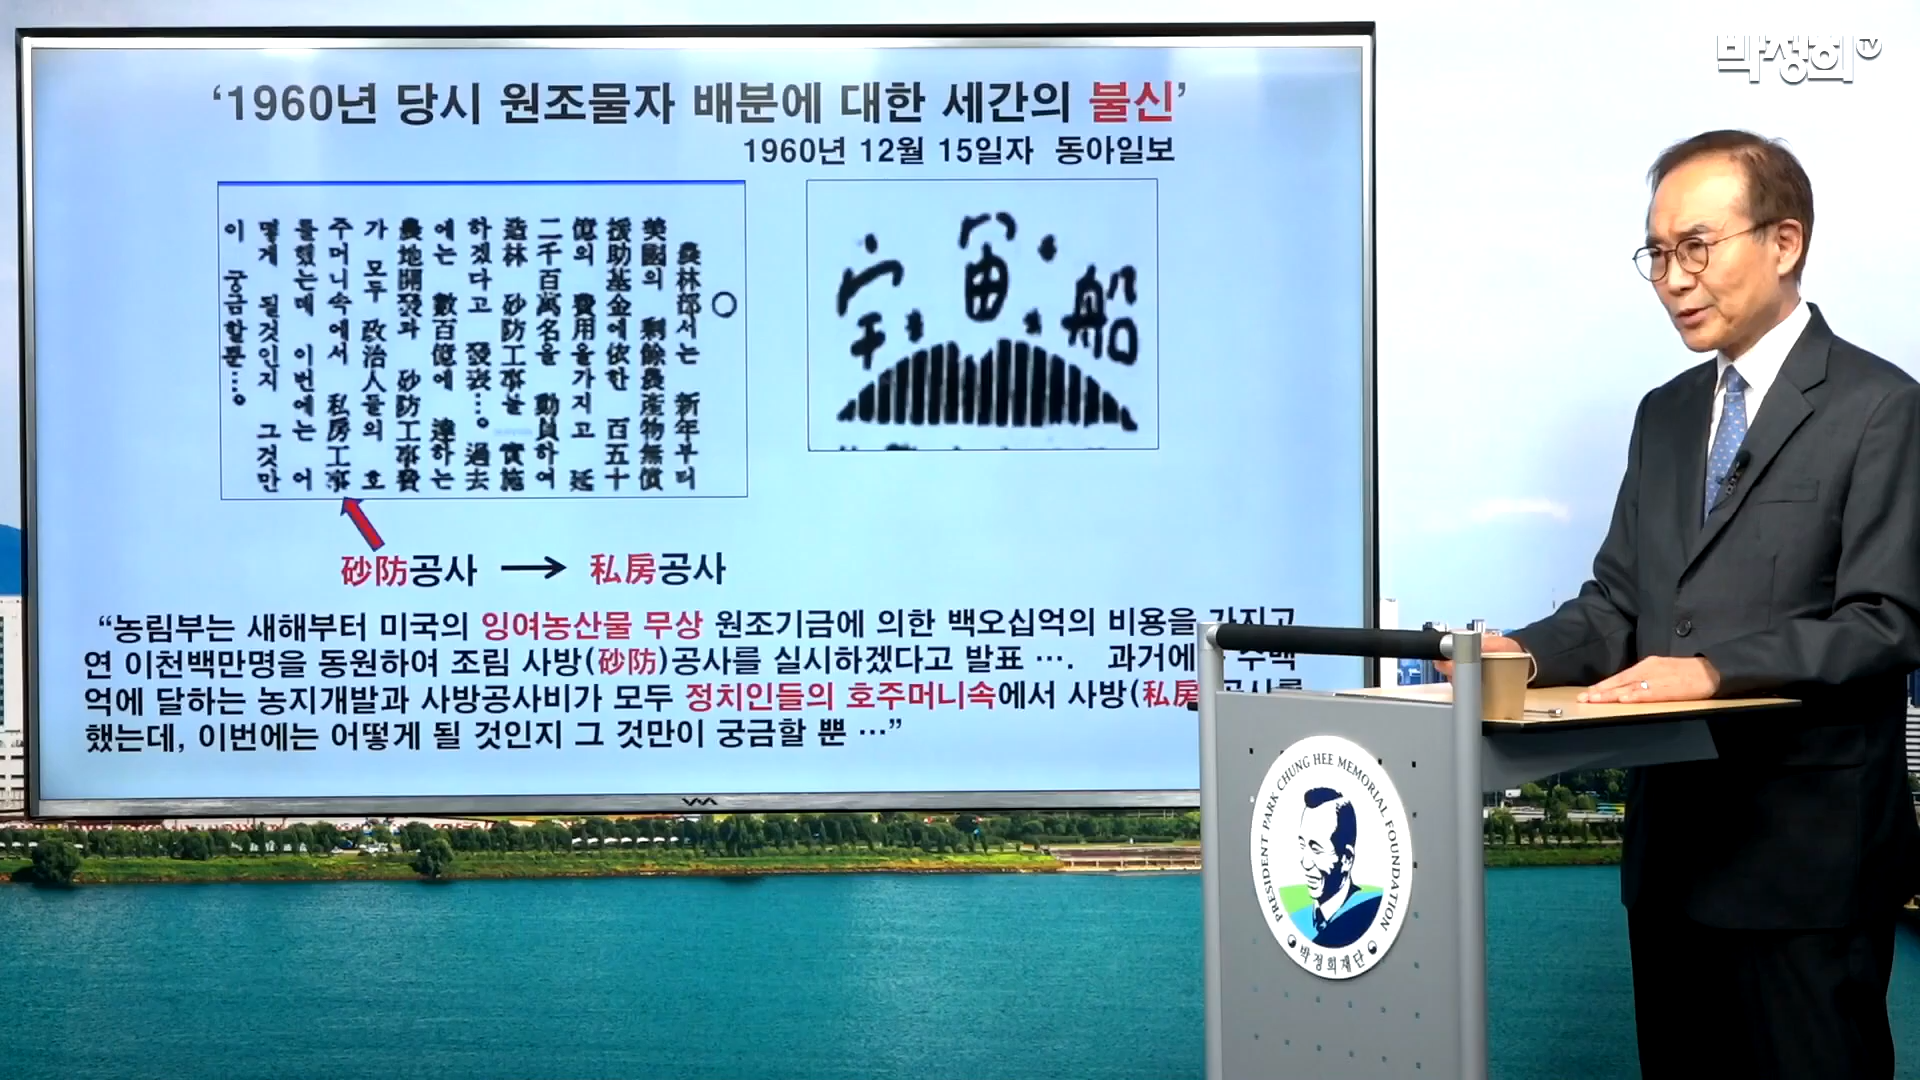 박정희TV
‘1960년 당시 원조물자 배분에 대한 세간의 불신’
1960년 12월 15일자 동아일보
○
農林部서는 新年부터
美國의 剩餘農産物無償
援助基金에依한 百五十
億의 費用을가지고 延
二千百萬名을 動員하여
造林 砂防工事를 實施
하겠다고 發表…。過去
에는 數百億에 達하는
農地開發과 砂防工事費
가 모두 政治人들의 호
주머니속에서 私房工事
를했는데 이번에는 어
떻게 될것인지 그것만
이 궁금할뿐…。
宇宙船
砂防공사 → 私房공사
“농림부는 새해부터 미국의 잉여농산물 무상 원조기금에 의한 백오십억의 비용을 가지고
연 이천백만명을 동원하여 조림 사방(砂防)공사를 실시하겠다고 발표 …. 과거에 수백
억에 달하는 농지개발과 사방공사비가 모두 정치인들의 호주머니속에서 사방(私房 공사를
했는데, 이번에는 어떻게 될 것인지 그 것만이 궁금할 뿐 …”
PRESIDENT PARK CHUNG HEE MEMORIAL FOUNDATION
박정희재단